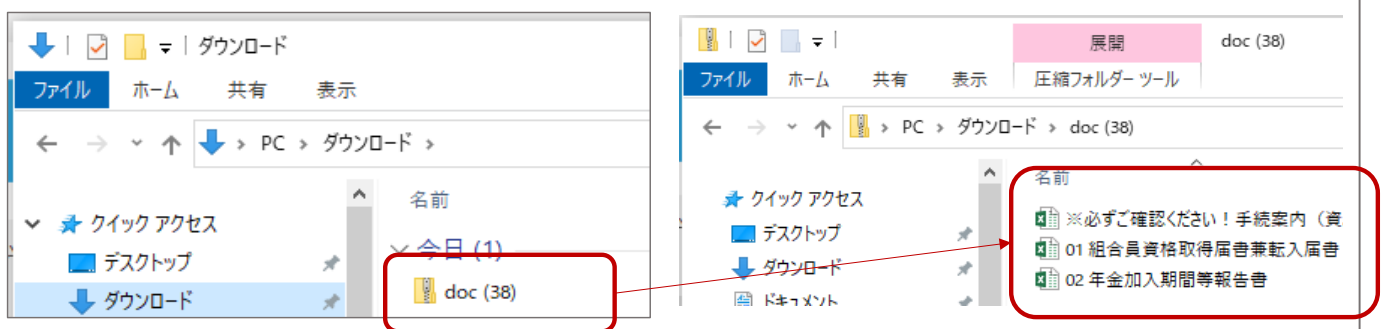 ダウンロード
ファイル ホーム 共有 表示
PC > ダウンロード >
名前
クイック アクセス
今日 (1)
デスクトップ
doc (38)
ダウンロード
展開 doc (38)
ファイル ホーム 共有 表示 圧縮フォルダー ツール
PC > ダウンロード > doc (38)
名前
クイック アクセス
※必ずご確認ください！手続案内（資
デスクトップ
01 組合員資格取得届書兼転入届書
ダウンロード
02 年金加入期間等報告書
ドキュメント